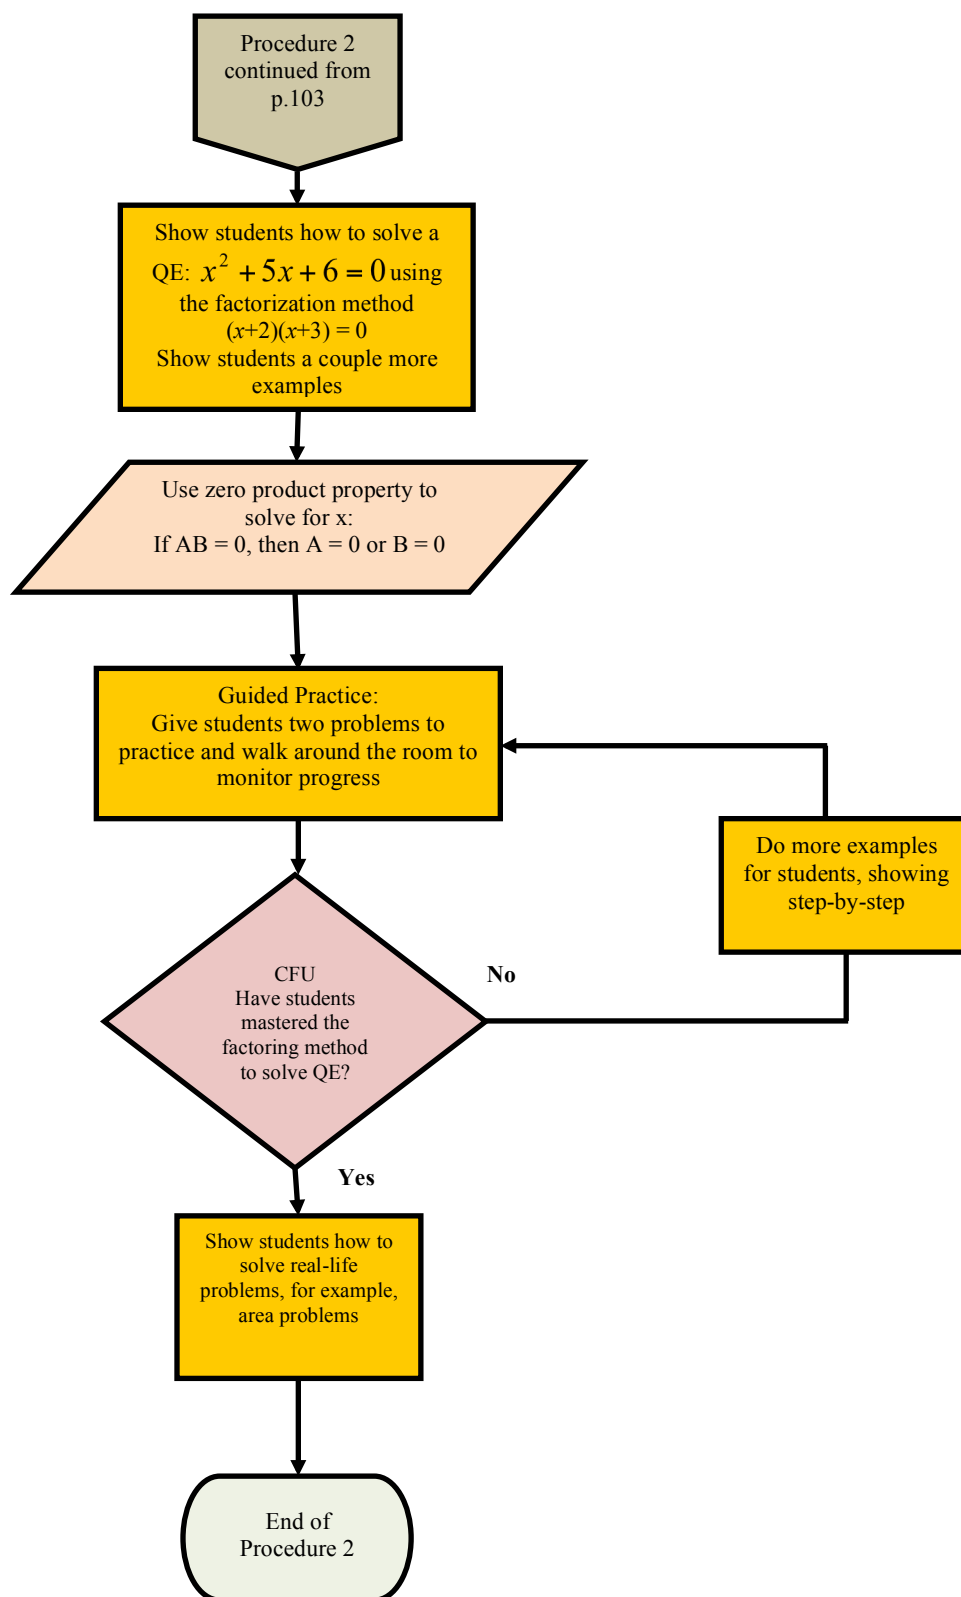 Procedure 2
continued from
p.103
Show students how to solve a
QE: x² + 5x + 6 = 0 using
the factorization method
(x+2)(x+3) = 0
Show students a couple more
examples
Use zero product property to
solve for x:
If AB = 0, then A = 0 or B = 0
Guided Practice:
Give students two problems to
practice and walk around the room to
monitor progress
Do more examples
for students, showing
step-by-step
CFU
Have students
mastered the
factoring method
to solve QE?
No
Yes
Show students how to
solve real-life
problems, for example,
area problems
End of
Procedure 2